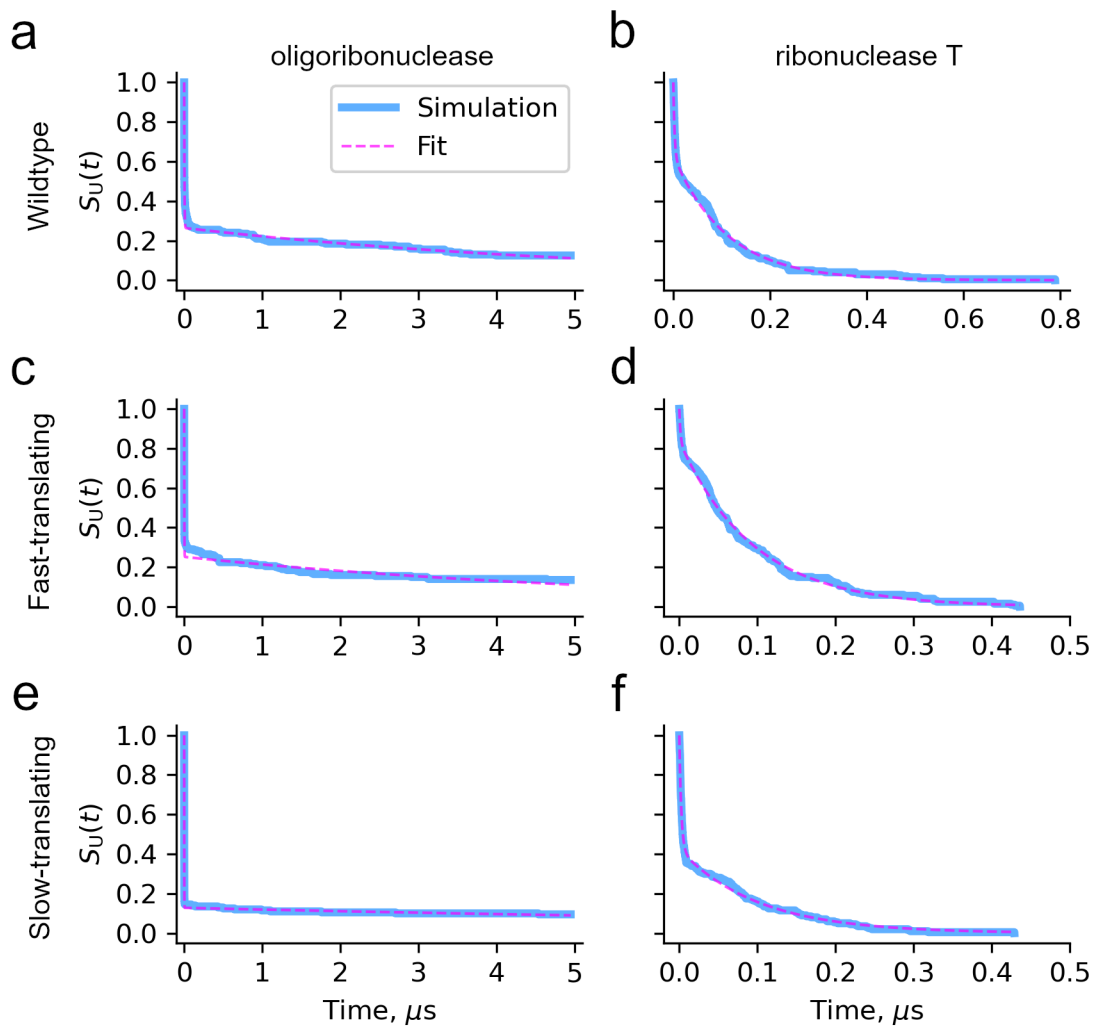 a
oligoribonuclease
b
ribonuclease T
Wildtype
S_U(t)
1.0
0.8
0.6
0.4
0.2
0.0
Simulation
Fit
0 1 2 3 4 5
0.0 0.2 0.4 0.6 0.8
c
d
Fast-translating
S_U(t)
1.0
0.8
0.6
0.4
0.2
0.0
0 1 2 3 4 5
0.0 0.1 0.2 0.3 0.4 0.5
e
f
Slow-translating
S_U(t)
1.0
0.8
0.6
0.4
0.2
0.0
0 1 2 3 4 5
0.0 0.1 0.2 0.3 0.4 0.5
Time, μs
Time, μs